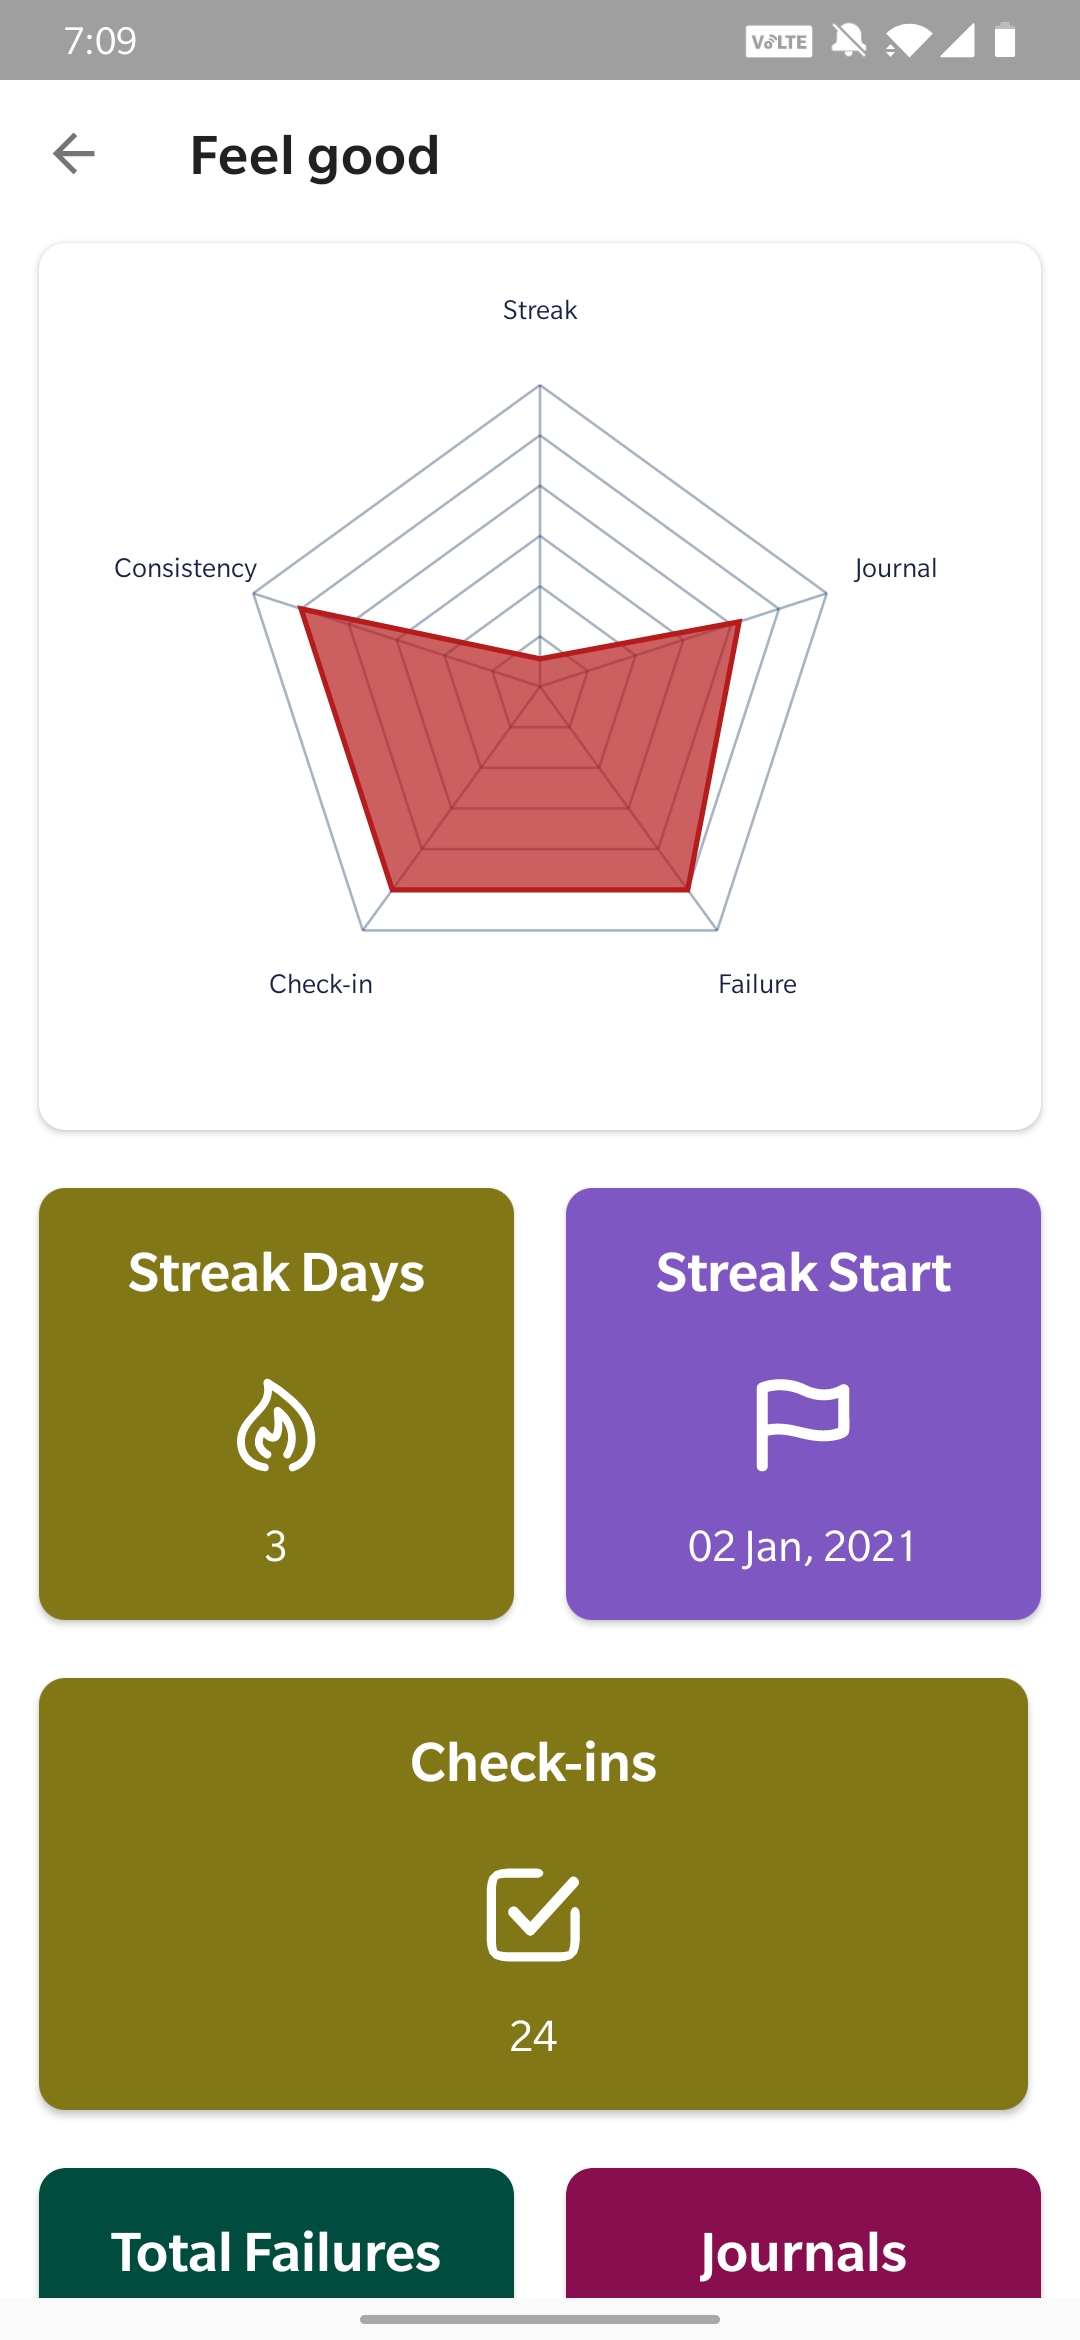 7:09
VoLTE
Feel good
Streak
Consistency
Journal
Check-in
Failure
Streak Days
Streak Start
3
02 Jan, 2021
Check-ins
24
Total Failures
Journals